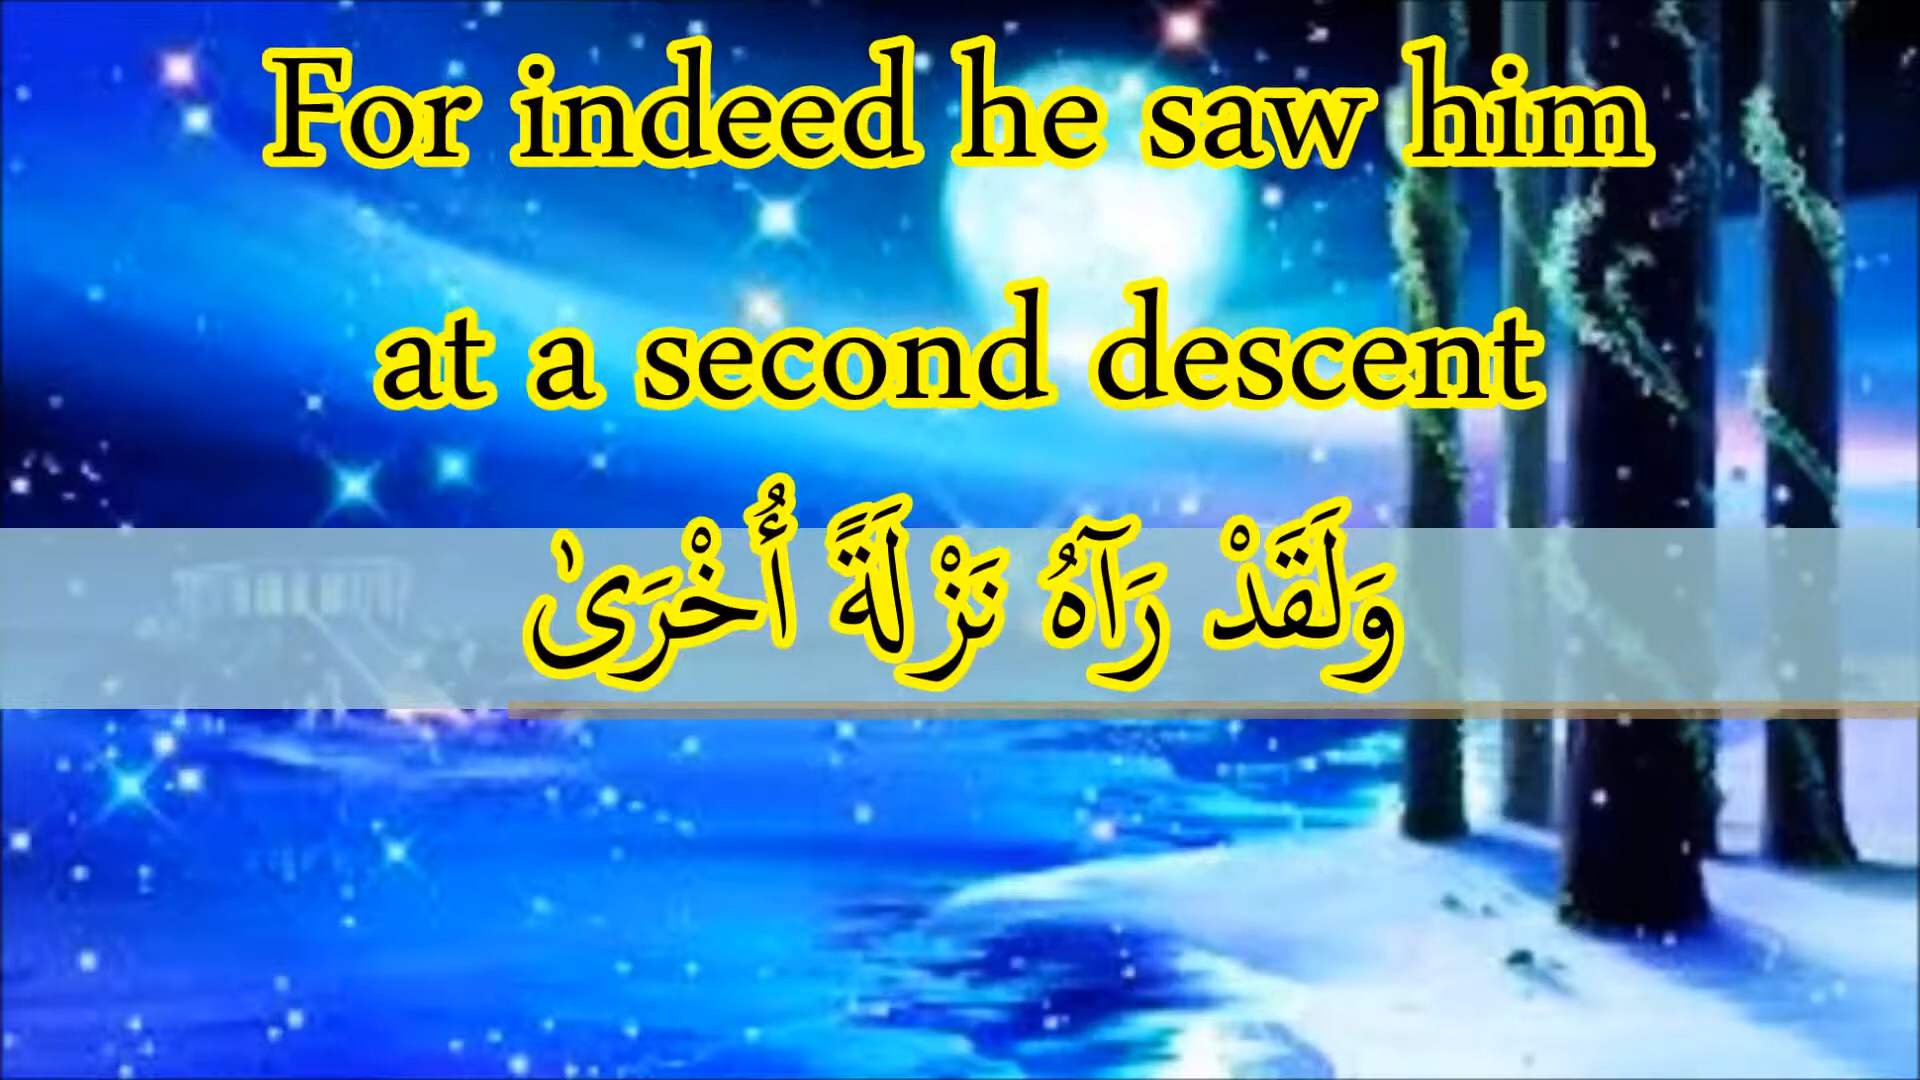 For indeed he saw him
at a second descent
وَلَقَدْ رَآهُ نَزْلَةً أُخْرَىٰ